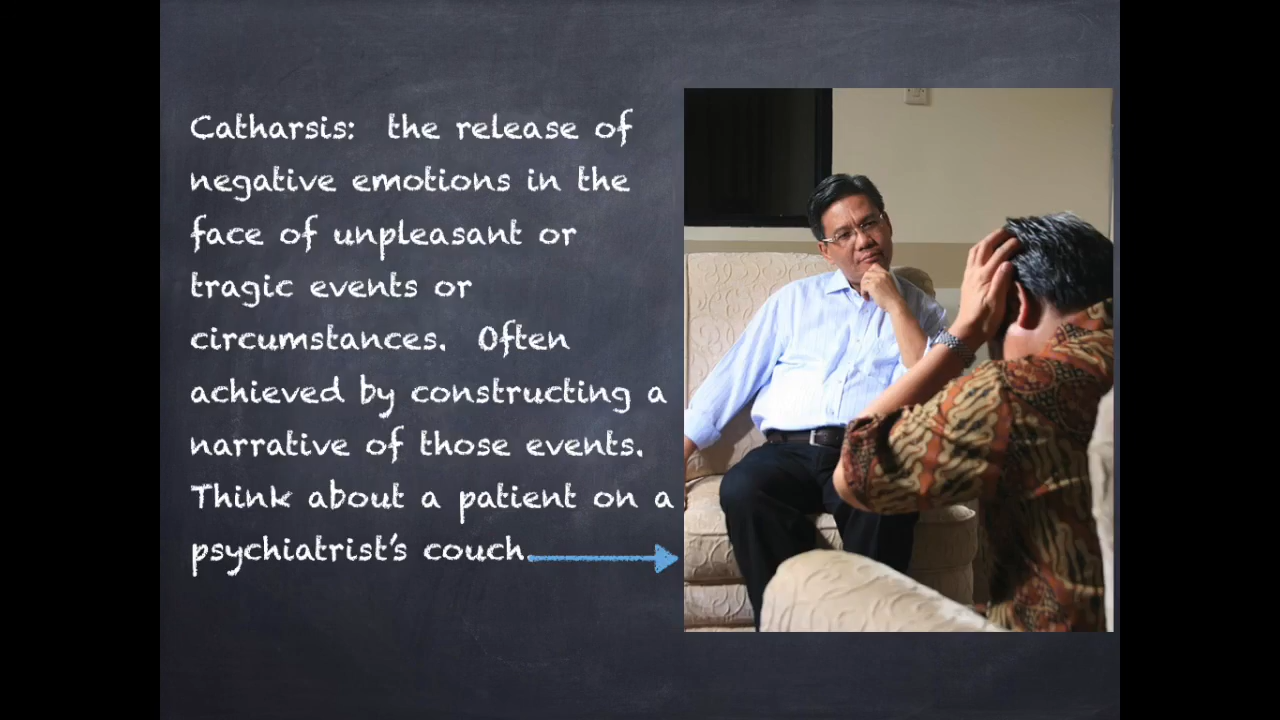 Catharsis:  the release of
negative emotions in the
face of unpleasant or
tragic events or
circumstances.  Often
achieved by constructing a
narrative of those events.
Think about a patient on a
psychiatrist's couch